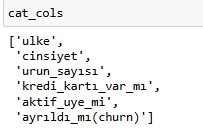 cat_cols
['ulke',
'cinsiyet',
'urun_sayısı',
'kredi_kartı_var_mı',
'aktif_uye_mi',
'ayrıldı_mı(churn)']